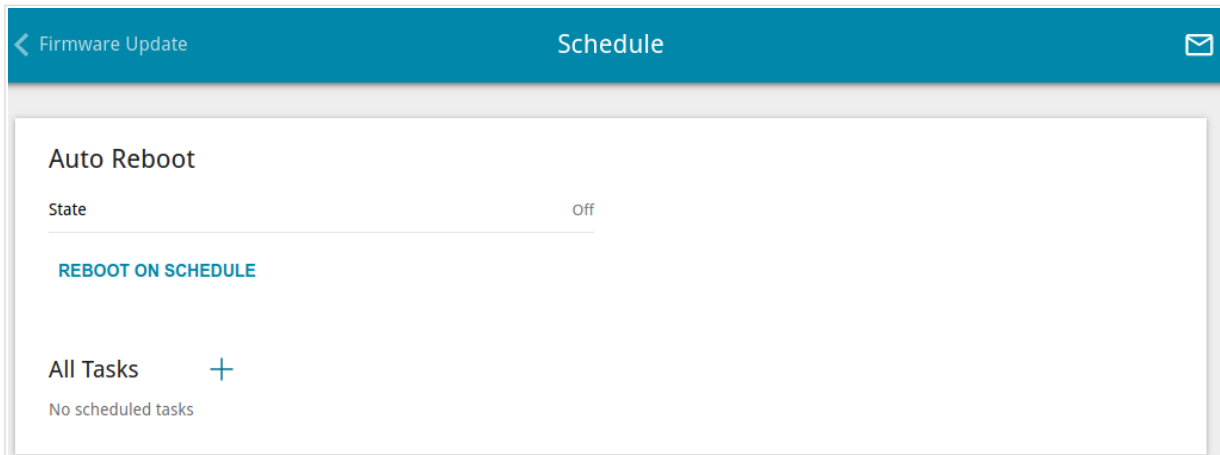 Firmware Update
Schedule
Auto Reboot
State
Off
REBOOT ON SCHEDULE
All Tasks
No scheduled tasks